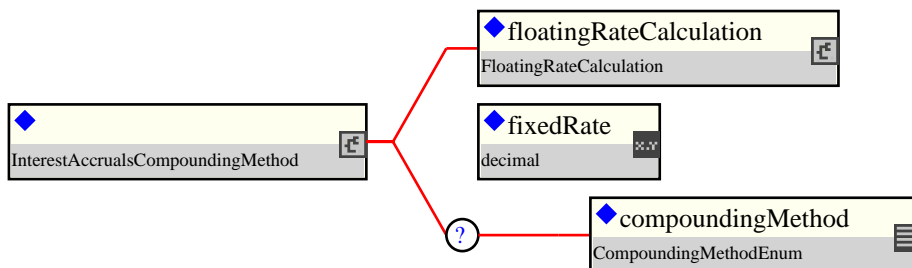 floatingRateCalculation
FloatingRateCalculation
InterestAccrualsCompoundingMethod
fixedRate
X.Y
decimal
?
compoundingMethod
CompoundingMethodEnum